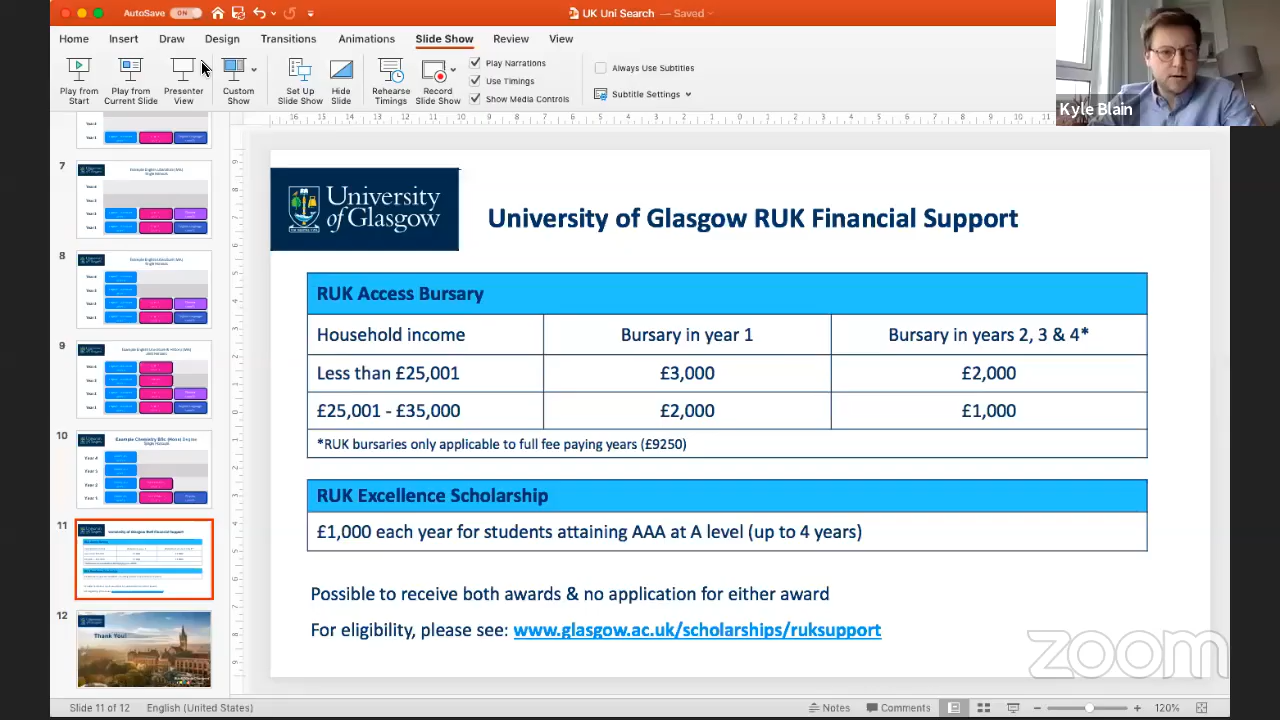 AutoSave ON
UK Uni Search — Saved
Home Insert Draw Design Transitions Animations Slide Show Review View
Play from Start
Play from Current Slide
Presenter View
Custom Show
Set Up Slide Show
Hide Slide
Rehearse Timings
Record Slide Show
Play Narrations
Use Timings
Show Media Controls
Always Use Subtitles
Subtitle Settings
Kyle Blain
7
8
9
10
11
12
Thank You!
University of Glasgow
University of Glasgow RUK Financial Support
RUK Access Bursary
Household income Bursary in year 1 Bursary in years 2, 3 & 4*
Less than £25,001 £3,000 £2,000
£25,001 - £35,000 £2,000 £1,000
*RUK bursaries only applicable to full fee paying years (£9250)
RUK Excellence Scholarship
£1,000 each year for students attaining AAA at A level (up to 4 years)
Possible to receive both awards & no application for either award
For eligibility, please see: www.glasgow.ac.uk/scholarships/ruksupport
zoom
Slide 11 of 12 English (United States) Notes Comments 120%